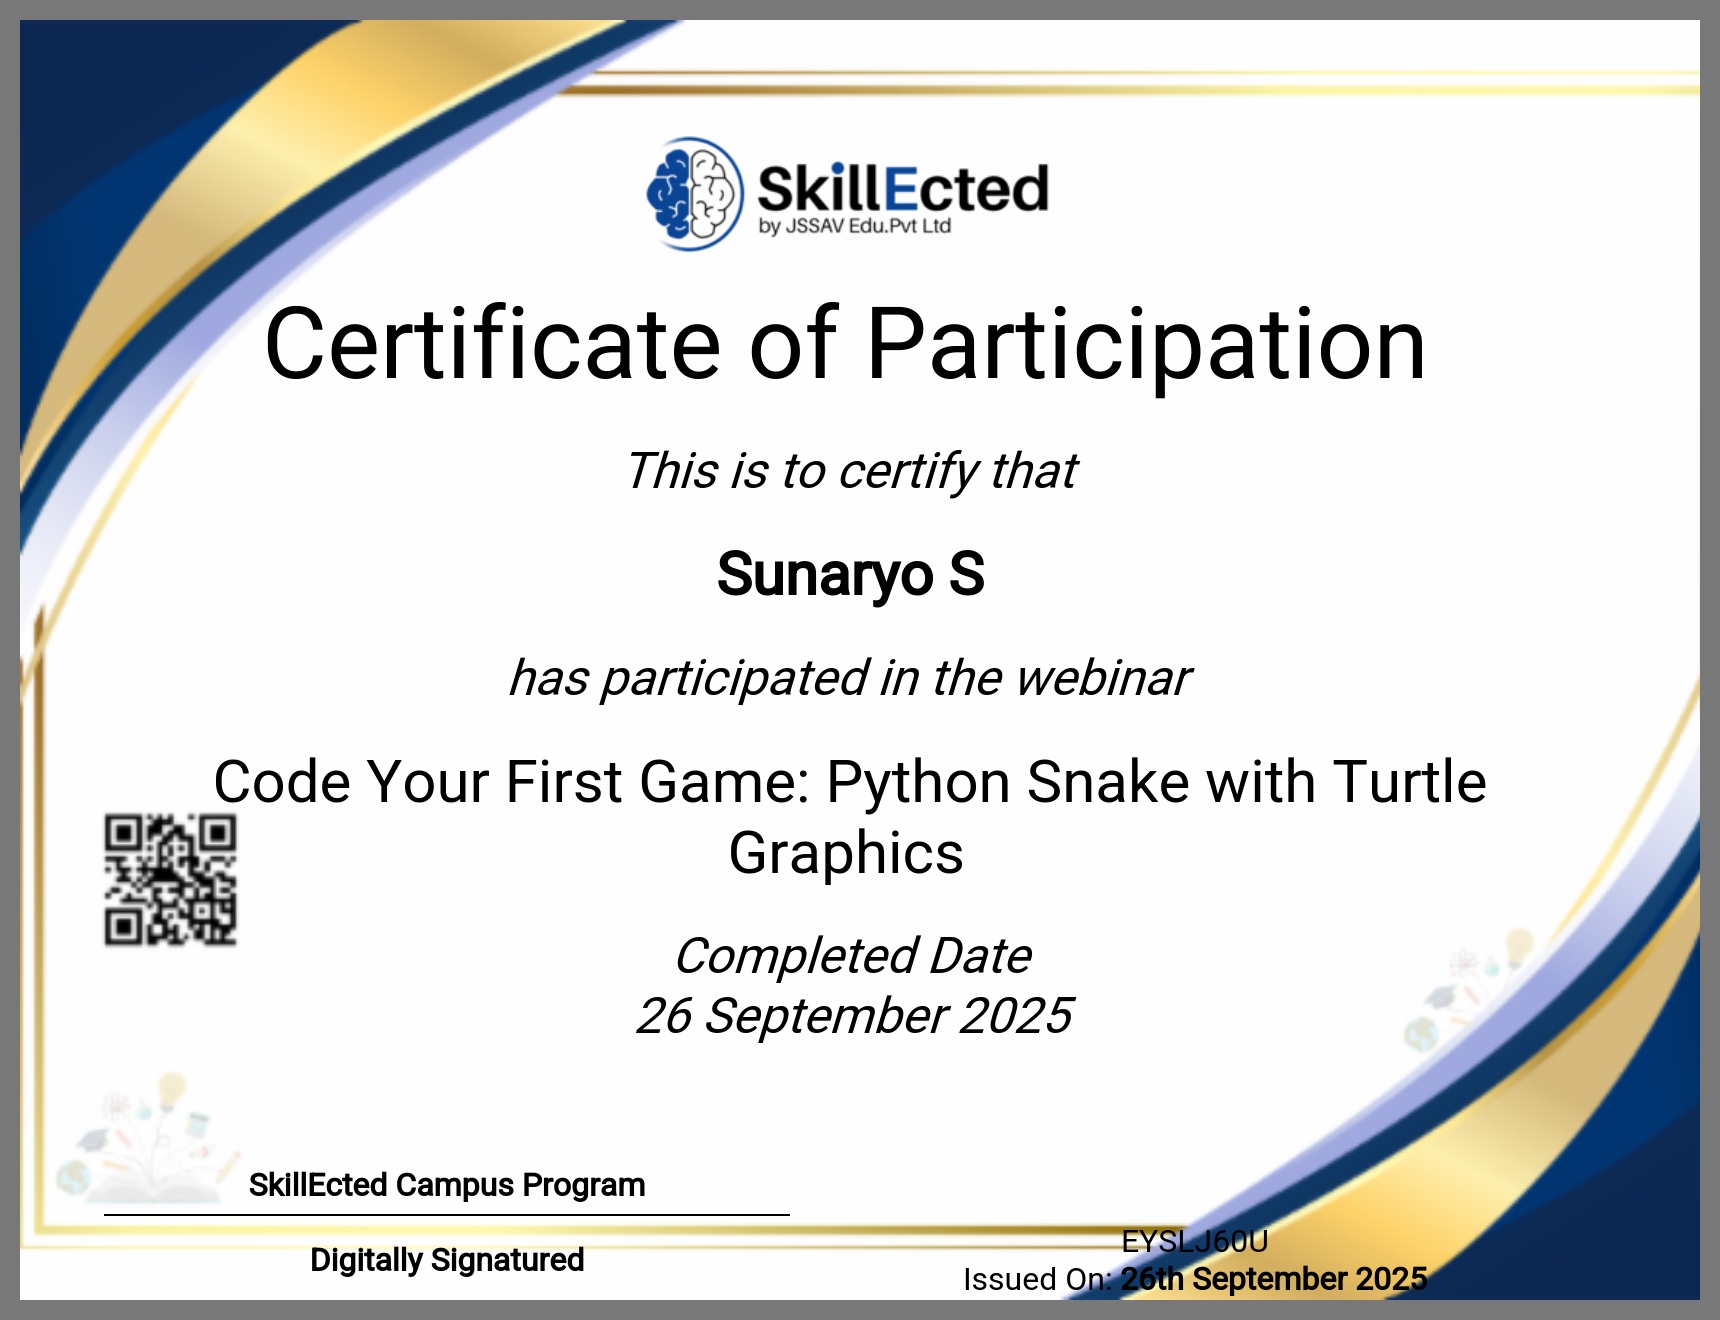 SkillEcted
by JSSAV Edu.Pvt Ltd
Certificate of Participation
This is to certify that
Sunaryo S
has participated in the webinar
Code Your First Game: Python Snake with Turtle
Graphics
Completed Date
26 September 2025
SkillEcted Campus Program
Digitally Signatured
EYSLJ60U
Issued On: 26th September 2025